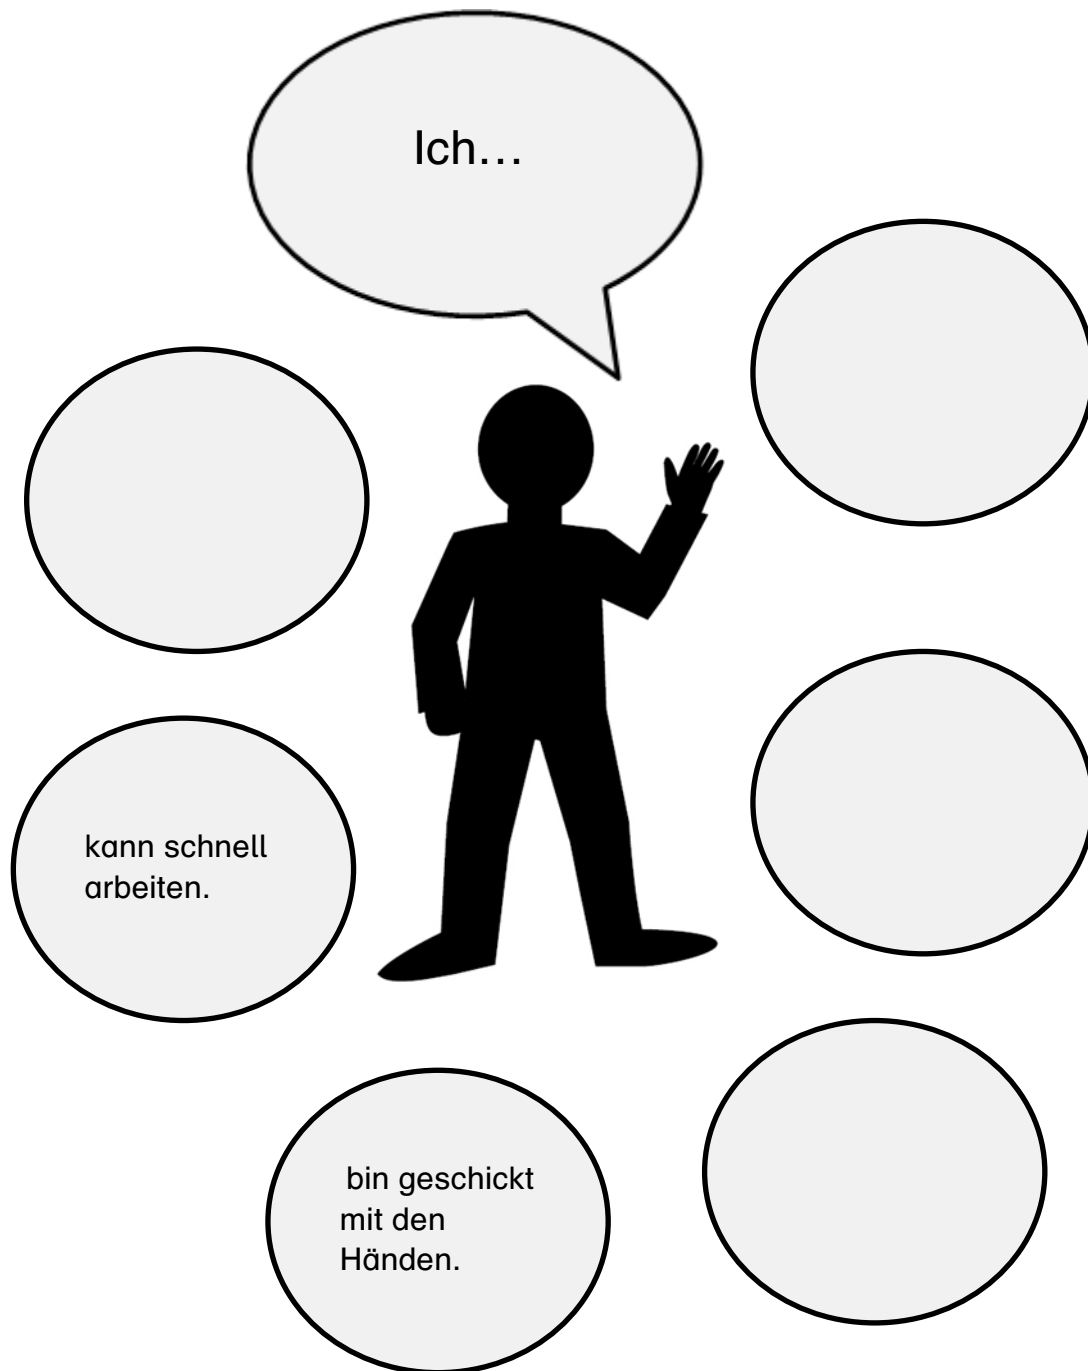 Ich...
kann schnell
arbeiten.
bin geschickt
mit den
Händen.